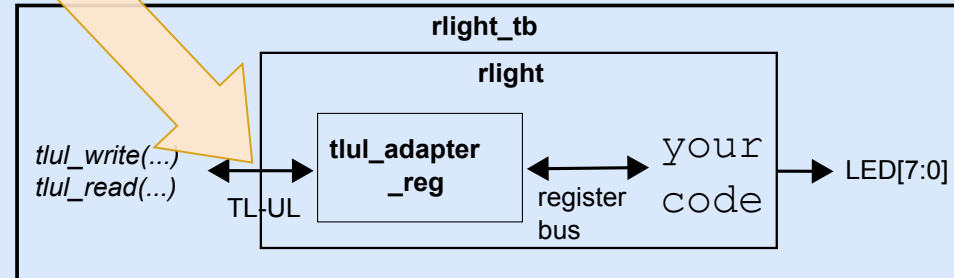 rlight_tb
rlight
tlul_write(...)
tlul_read(...)
TL-UL
tlul_adapter
_reg
register
bus
your
code
LED[7:0]